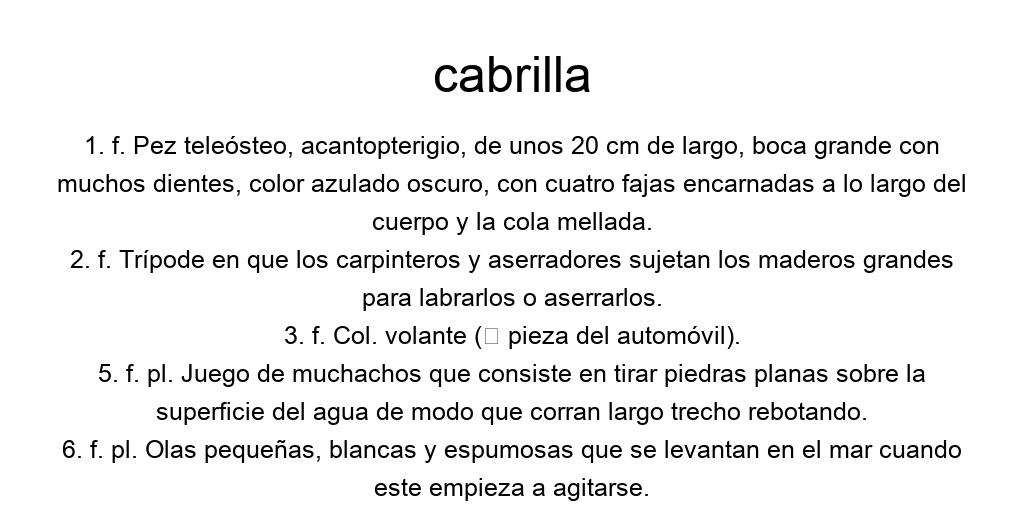 cabrilla
1. f. Pez teleósteo, acantopterigio, de unos 20 cm de largo, boca grande con
muchos dientes, color azulado oscuro, con cuatro fajas encarnadas a lo largo del
cuerpo y la cola mellada.
2. f. Trípode en que los carpinteros y aserradores sujetan los maderos grandes
para labrarlos o aserrarlos.
3. f. Col. volante (□ pieza del automóvil).
5. f. pl. Juego de muchachos que consiste en tirar piedras planas sobre la
superficie del agua de modo que corran largo trecho rebotando.
6. f. pl. Olas pequeñas, blancas y espumosas que se levantan en el mar cuando
este empieza a agitarse.